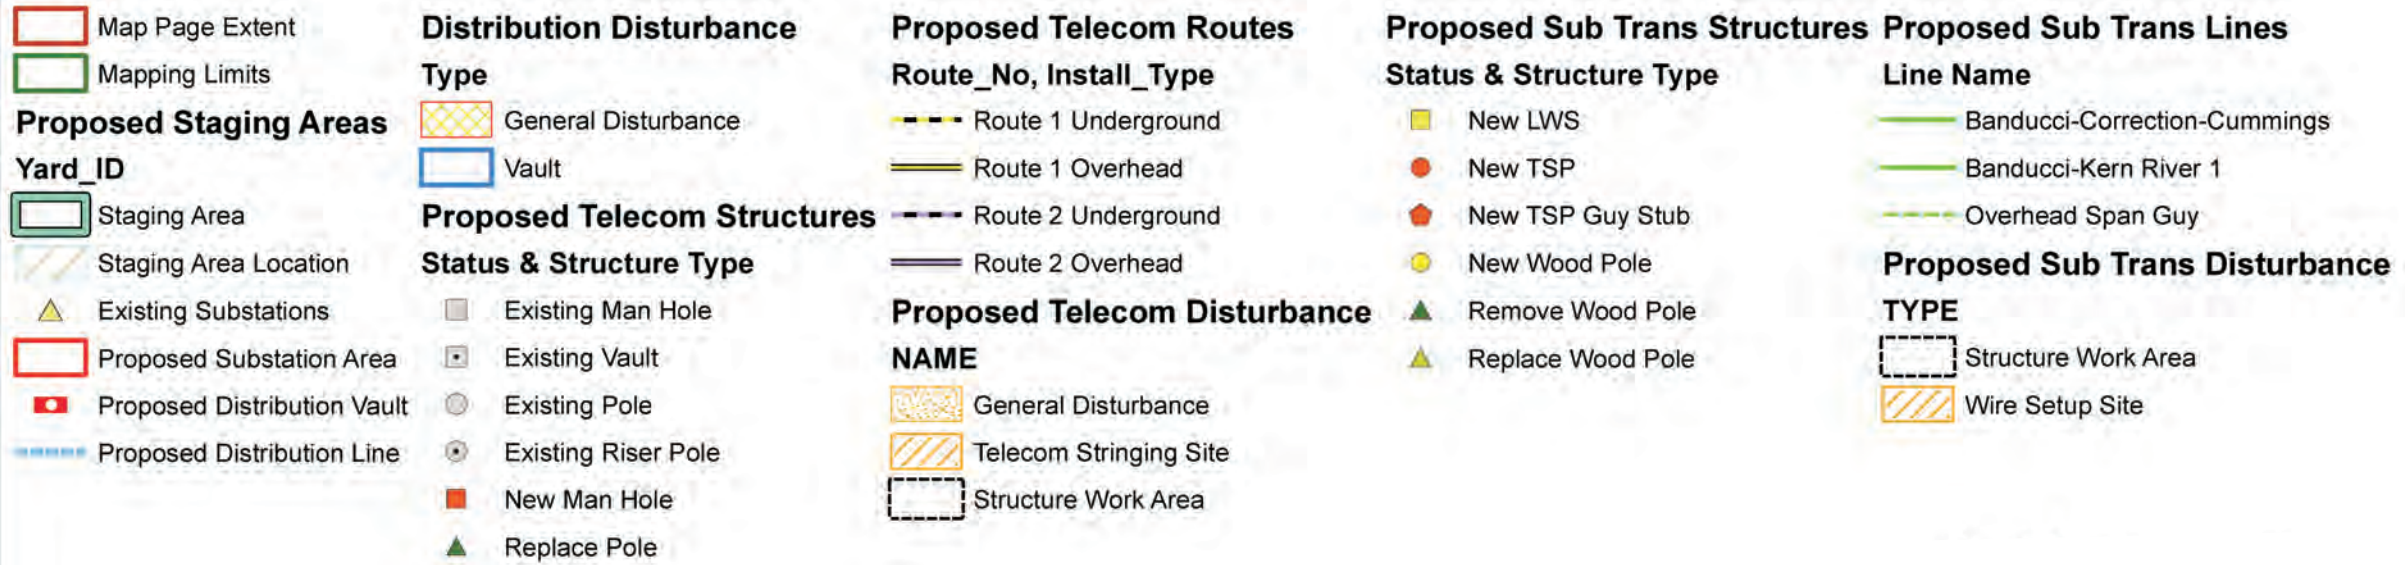 Map Page Extent
Mapping Limits
Proposed Staging Areas
Yard_ID
Staging Area
Staging Area Location
Existing Substations
Proposed Substation Area
Proposed Distribution Vault
Proposed Distribution Line
Distribution Disturbance
Type
General Disturbance
Vault
Proposed Telecom Structures
Status & Structure Type
Existing Man Hole
Existing Vault
Existing Pole
Existing Riser Pole
New Man Hole
Replace Pole
Proposed Telecom Routes
Route_No, Install_Type
Route 1 Underground
Route 1 Overhead
Route 2 Underground
Route 2 Overhead
Proposed Telecom Disturbance
NAME
General Disturbance
Telecom Stringing Site
Structure Work Area
Proposed Sub Trans Structures
Status & Structure Type
New LWS
New TSP
New TSP Guy Stub
New Wood Pole
Remove Wood Pole
Replace Wood Pole
Proposed Sub Trans Lines
Line Name
Banducci-Correction-Cummings
Banducci-Kern River 1
Overhead Span Guy
Proposed Sub Trans Disturbance
TYPE
Structure Work Area
Wire Setup Site